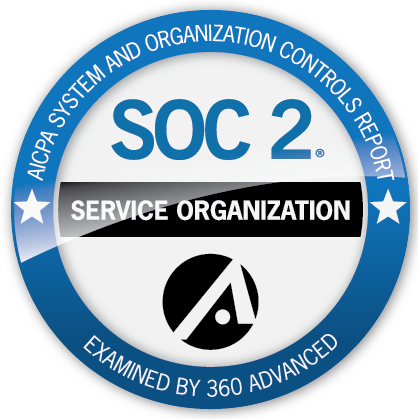 AICPA SYSTEM AND ORGANIZATION CONTROLS REPORT
SOC 2®
SERVICE ORGANIZATION
EXAMINED BY 360 ADVANCED